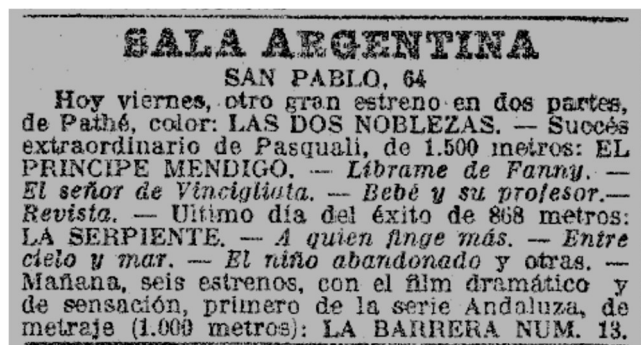 SALA ARGENTINA
SAN PABLO, 64
Hoy viernes, otro gran estreno en dos partes,
de Pathé, color: LAS DOS NOBLEZAS. — Succés
extraordinario de Pasquali, de 1.500 metros: EL
PRINCIPE MENDIGO. — Librame de Fanny. —
El señor de Vincigliata. — Bebé y su profesor.—
Revista. — Ultimo día del éxito de 868 metros:
LA SERPIENTE. — A quien finge más. — Entre
cielo y mar. — El niño abandonado y otras. —
Mañana, seis estrenos, con el film dramático y
de sensación, primero de la serie Andaluza, de
metraje (1.000 metros): LA BARRERA NUM. 13.